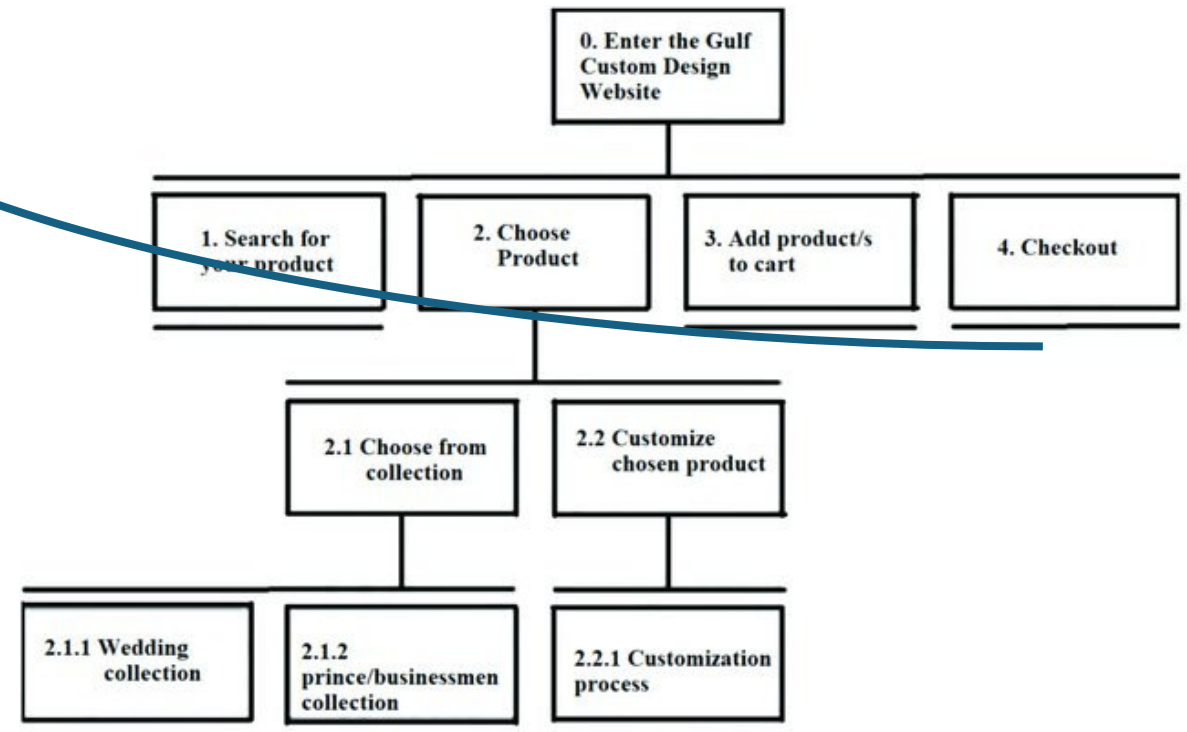 0. Enter the Gulf
Custom Design
Website
1. Search for
your product
2. Choose
Product
3. Add product/s
to cart
4. Checkout
2.1 Choose from
collection
2.2 Customize
chosen product
2.1.1 Wedding
collection
2.1.2
prince/businessmen
collection
2.2.1 Customization
process